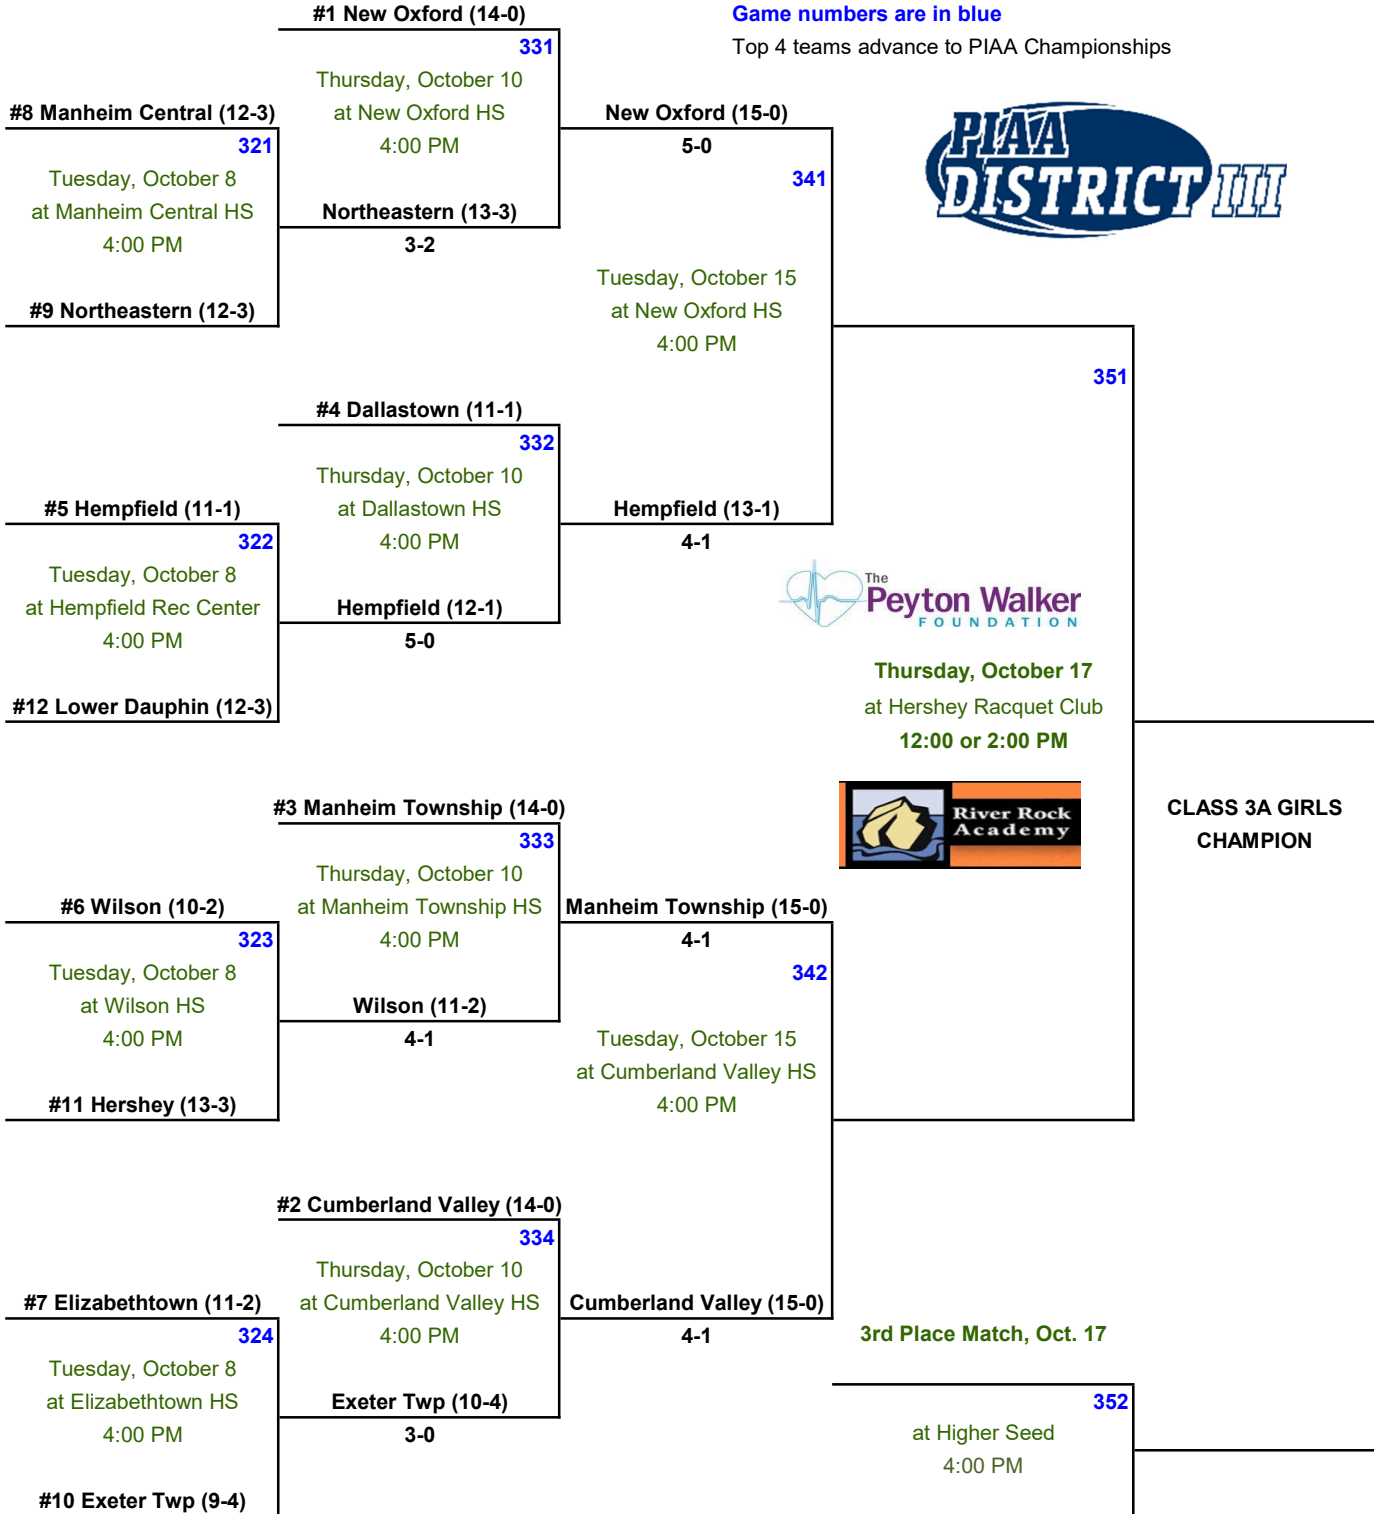 #1 New Oxford (14-0)
Game numbers are in blue
331
Top 4 teams advance to PIAA Championships
Thursday, October 10
at New Oxford HS
4:00 PM
#8 Manheim Central (12-3)
321
Tuesday, October 8
at Manheim Central HS
4:00 PM
New Oxford (15-0)
5-0
341
PIAA
DISTRICT III
Northeastern (13-3)
3-2
#9 Northeastern (12-3)
Tuesday, October 15
at New Oxford HS
4:00 PM
351
#4 Dallastown (11-1)
332
Thursday, October 10
at Dallastown HS
4:00 PM
#5 Hempfield (11-1)
322
Tuesday, October 8
at Hempfield Rec Center
4:00 PM
Hempfield (13-1)
4-1
Hempfield (12-1)
5-0
The
Peyton Walker
FOUNDATION
#12 Lower Dauphin (12-3)
Thursday, October 17
at Hershey Racquet Club
12:00 or 2:00 PM
River Rock
Academy
CLASS 3A GIRLS
CHAMPION
#3 Manheim Township (14-0)
333
Thursday, October 10
at Manheim Township HS
4:00 PM
#6 Wilson (10-2)
323
Tuesday, October 8
at Wilson HS
4:00 PM
Manheim Township (15-0)
4-1
342
Wilson (11-2)
4-1
Tuesday, October 15
at Cumberland Valley HS
4:00 PM
#11 Hershey (13-3)
#2 Cumberland Valley (14-0)
334
Thursday, October 10
at Cumberland Valley HS
4:00 PM
#7 Elizabethtown (11-2)
324
Tuesday, October 8
at Elizabethtown HS
4:00 PM
Cumberland Valley (15-0)
4-1
3rd Place Match, Oct. 17
Exeter Twp (10-4)
3-0
352
at Higher Seed
4:00 PM
#10 Exeter Twp (9-4)